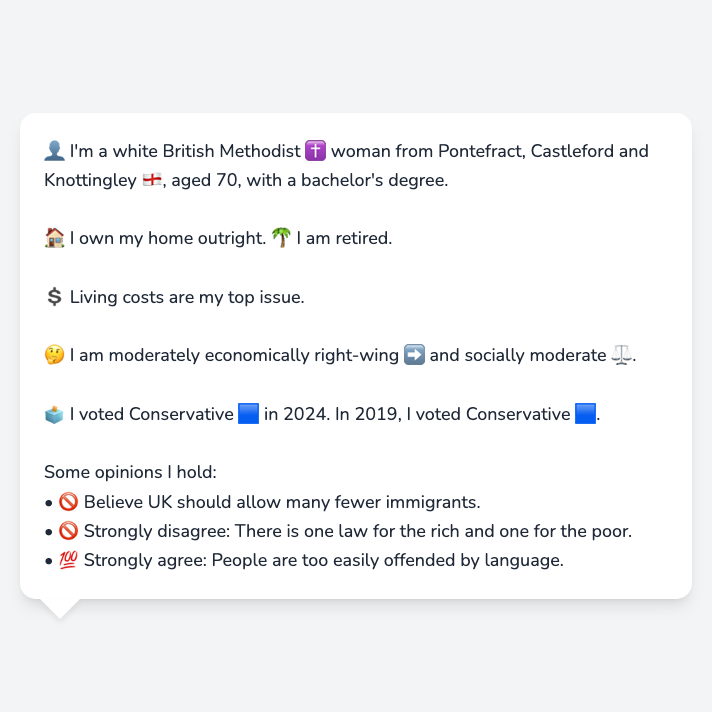 👤 I'm a white British Methodist ✝️ woman from Pontefract, Castleford and
Knottingley 🏴󠁧󠁢󠁥󠁮󠁧󠁿, aged 70, with a bachelor's degree.
🏠 I own my home outright. 🌴 I am retired.
💲 Living costs are my top issue.
🤔 I am moderately economically right-wing ➡️ and socially moderate ⚖️.
🗳️ I voted Conservative 🟦 in 2024. In 2019, I voted Conservative 🟦.
Some opinions I hold:
• 🚫 Believe UK should allow many fewer immigrants.
• 🚫 Strongly disagree: There is one law for the rich and one for the poor.
• 💯 Strongly agree: People are too easily offended by language.